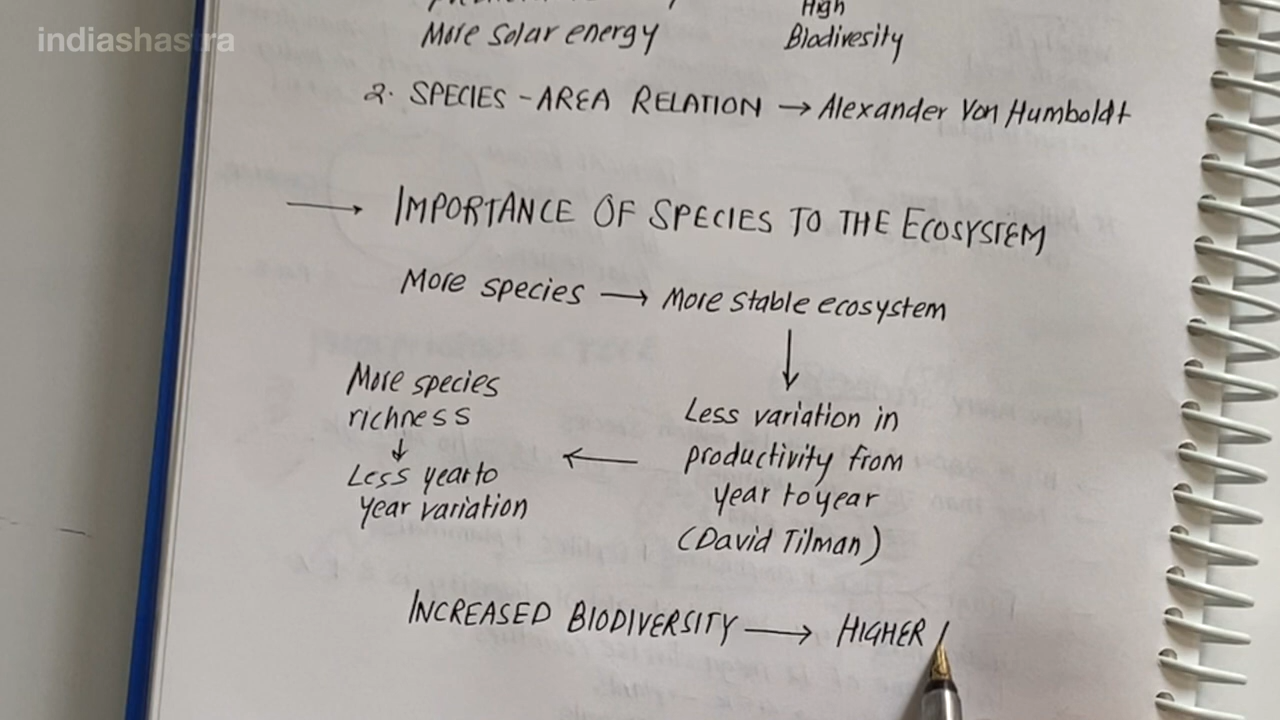 indiashastra
High
More solar energy
Biodivesity
2. SPECIES - AREA RELATION → Alexander Von Humboldt
→ IMPORTANCE OF SPECIES TO THE ECOSYSTEM
More species → More stable ecosystem
More species
richness
↓
Less year to
year variation
←
↓
Less variation in
productivity from
year to year
(David Tilman)
INCREASED BIODIVERSITY → HIGHER